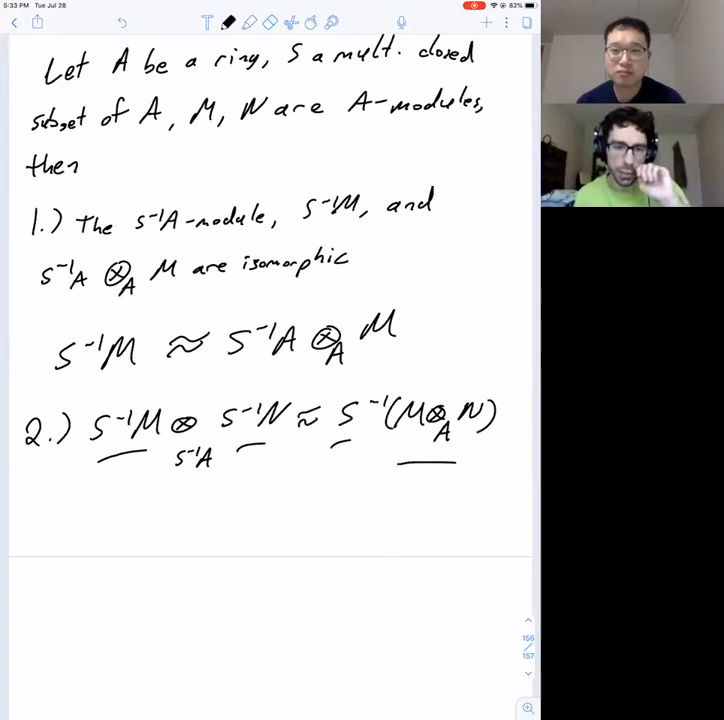 5:33 PM Tue Jul 28
82%
Let A be a ring, S a mult. closed
subset of A, M, N are A-modules,
then
1.) The S⁻¹A-module, S⁻¹M, and
S⁻¹A ⊗_A M are isomorphic
S⁻¹M ≈ S⁻¹A ⊗_A M
2.) S⁻¹M ⊗_{S⁻¹A} S⁻¹N ≈ S⁻¹(M ⊗_A N)
156
/
157